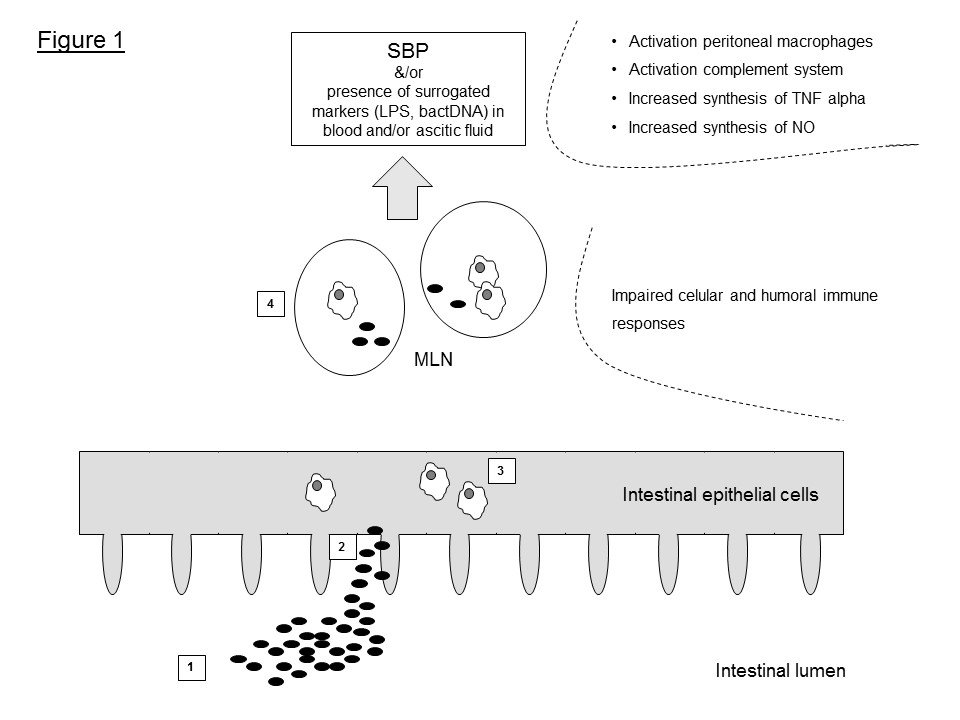 Figure 1
SBP
&/or
presence of surrogated
markers (LPS, bactDNA) in
blood and/or ascitic fluid
• Activation peritoneal macrophages
• Activation complement system
• Increased synthesis of TNF alpha
• Increased synthesis of NO
4
MLN
Impaired celular and humoral immune
responses
3
Intestinal epithelial cells
2
1
Intestinal lumen